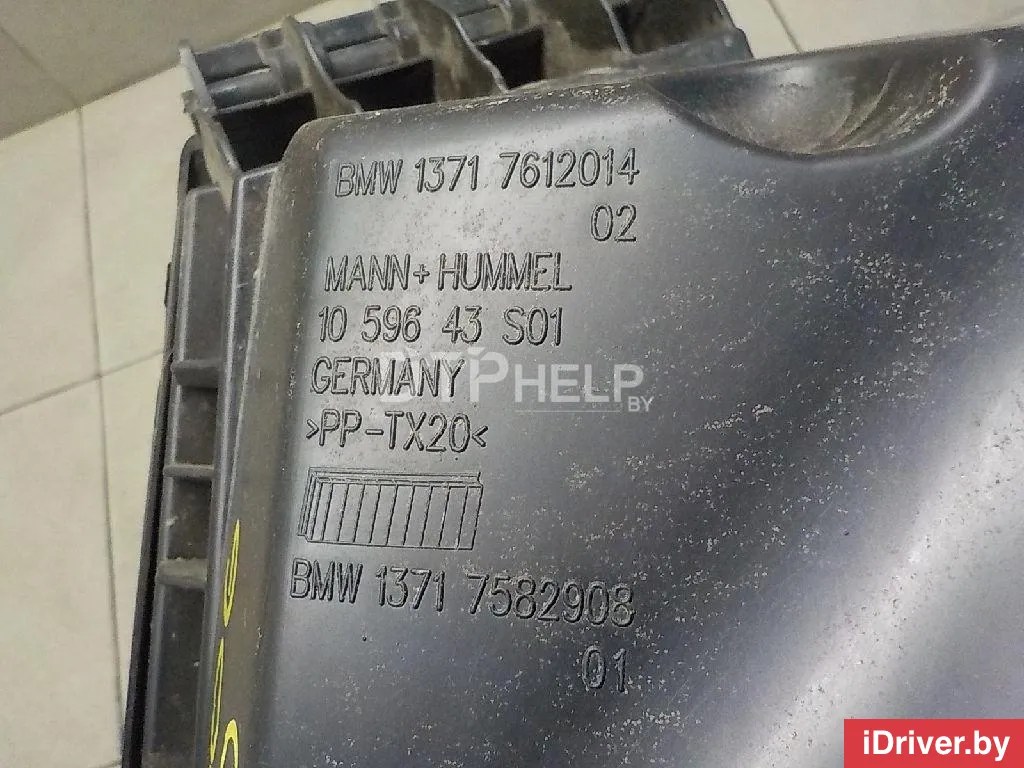 BMW 1371 7612014
02
MANN+HUMMEL
10 596 43 S01
GERMANY
DTPHELP
BY
>PP-TX20<
BMW 1371 7582908
01
iDriver.by